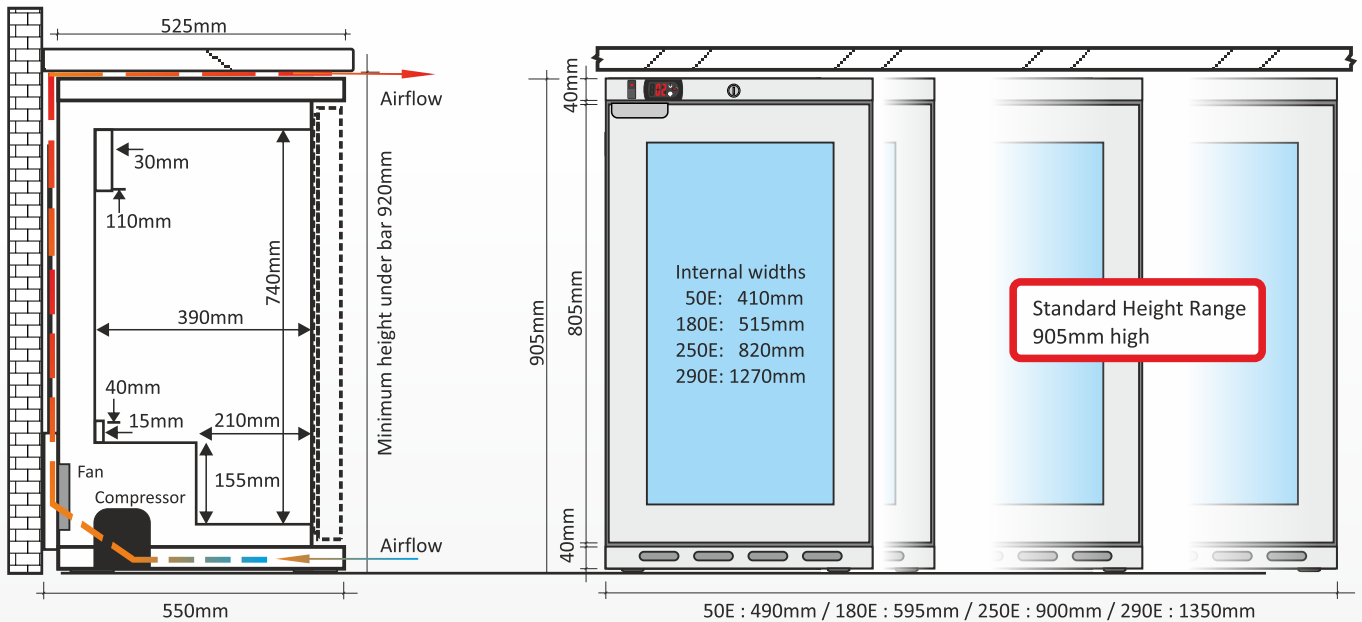 525mm
Airflow
30mm
110mm
740mm
390mm
40mm
15mm
210mm
155mm
Fan
Compressor
Minimum height under bar 920mm
Airflow
550mm
40mm
905mm
805mm
40mm
Internal widths
50E: 410mm
180E: 515mm
250E: 820mm
290E: 1270mm
Standard Height Range
905mm high
50E : 490mm / 180E : 595mm / 250E : 900mm / 290E : 1350mm